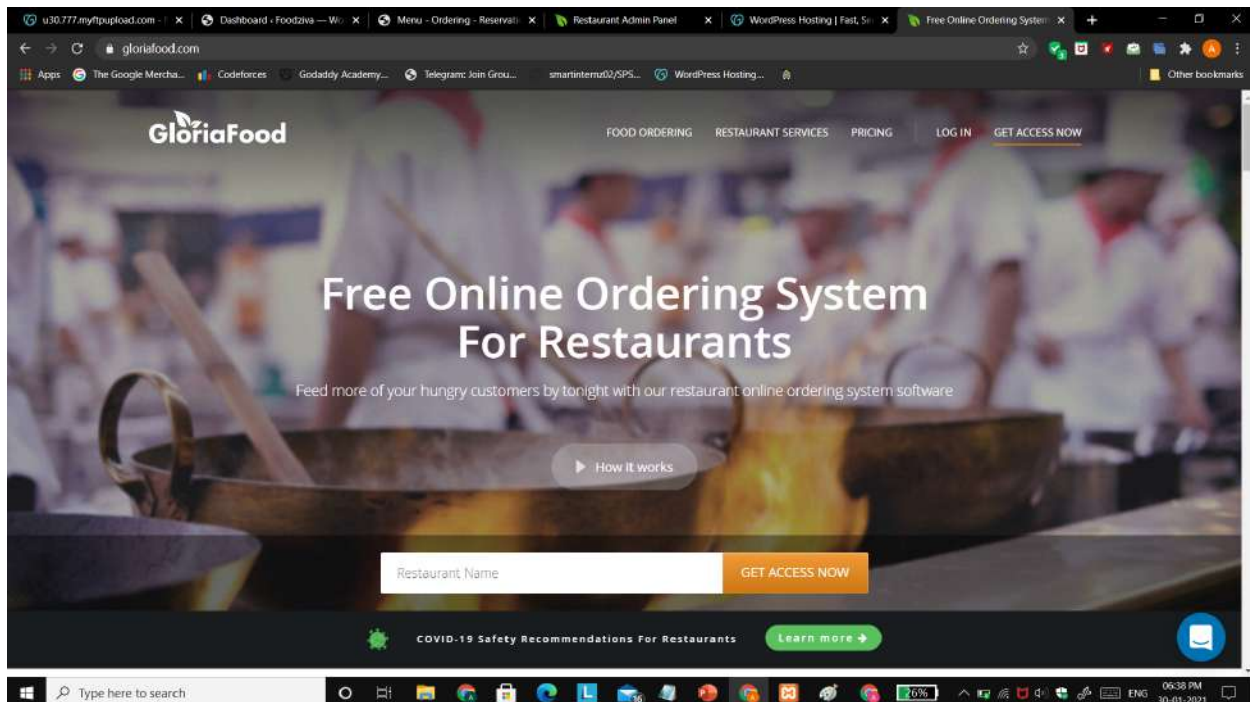 u30.777.myftpupload.com -
Dashboard ‹ Foodziva — Wo
Menu - Ordering - Reservati
Restaurant Admin Panel
WordPress Hosting | Fast, Se
Free Online Ordering System
gloriafood.com
Apps
The Google Mercha...
Codeforces
Godaddy Academy...
Telegram: Join Grou...
smartinternz02/SPS...
WordPress Hosting...
Other bookmarks
GloriaFood
FOOD ORDERING
RESTAURANT SERVICES
PRICING
LOG IN
GET ACCESS NOW
Free Online Ordering System
For Restaurants
Feed more of your hungry customers by tonight with our restaurant online ordering system software
How it works
Restaurant Name
GET ACCESS NOW
COVID-19 Safety Recommendations For Restaurants
Learn more →
Type here to search
26%
ENG
06:38 PM
30-01-2021